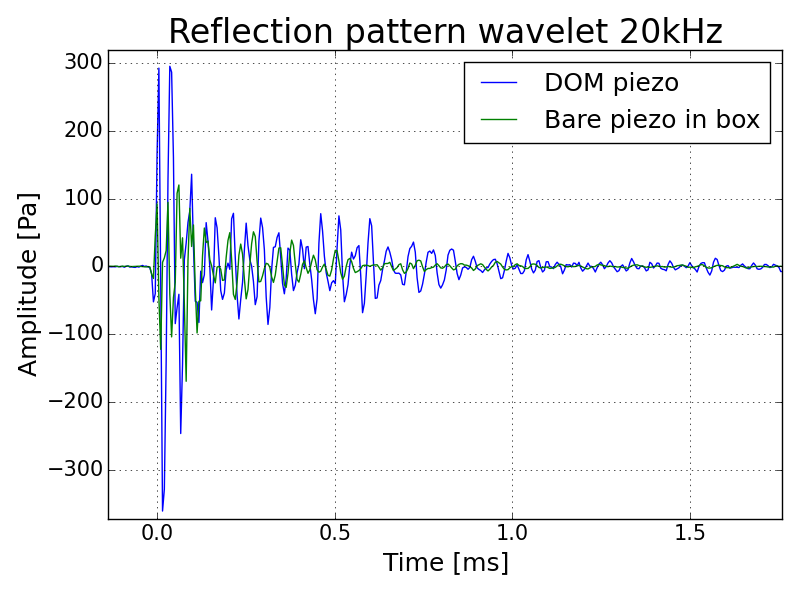 Reflection pattern wavelet 20kHz
DOM piezo
Bare piezo in box
300
200
100
0
−100
−200
−300
Amplitude [Pa]
0.0 0.5 1.0 1.5
Time [ms]